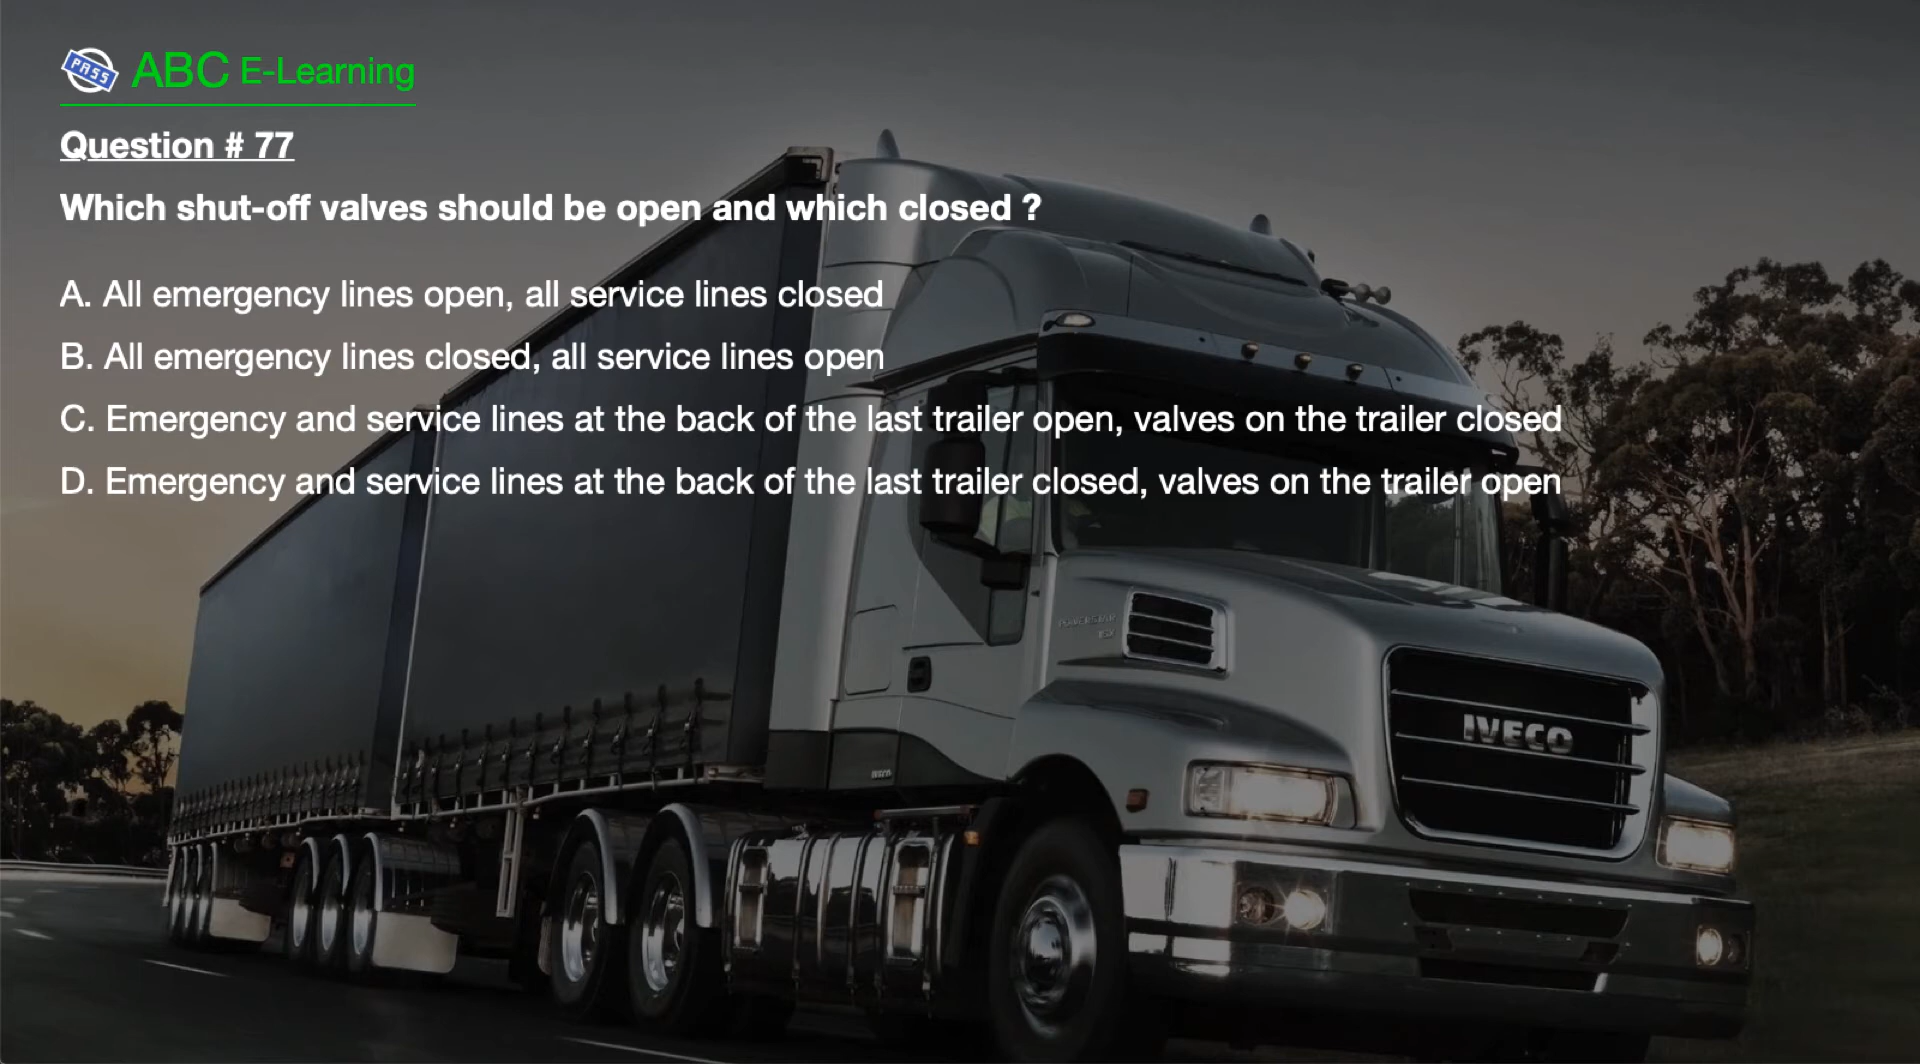 PASS ABC E-Learning
Question # 77
Which shut-off valves should be open and which closed ?
A. All emergency lines open, all service lines closed
B. All emergency lines closed, all service lines open
C. Emergency and service lines at the back of the last trailer open, valves on the trailer closed
D. Emergency and service lines at the back of the last trailer closed, valves on the trailer open
POWERSTAR
IVECO
IVECO